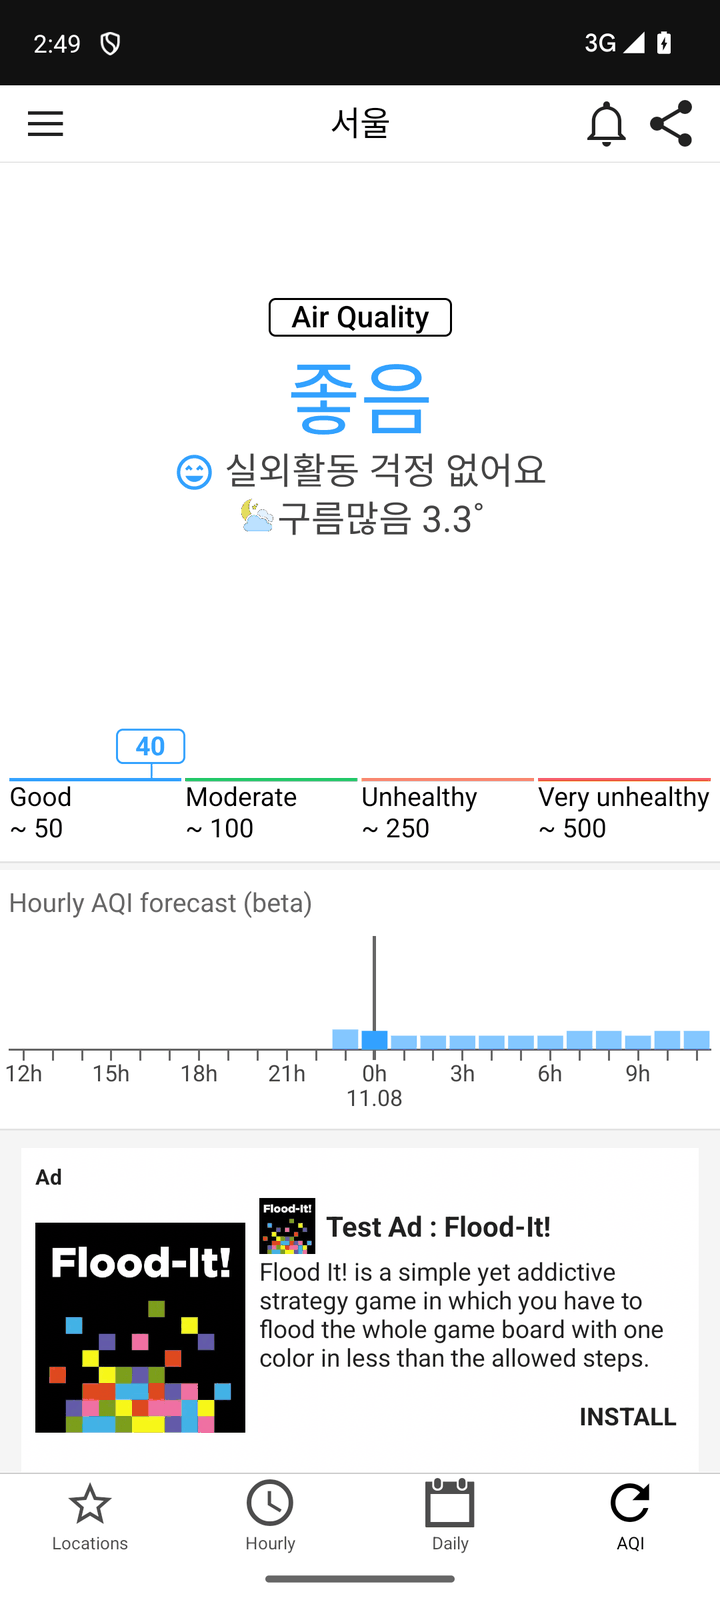 2:49
3G
서울
Air Quality
좋음
실외활동 걱정 없어요
구름많음 3.3°
40
Good
~ 50
Moderate
~ 100
Unhealthy
~ 250
Very unhealthy
~ 500
Hourly AQI forecast (beta)
12h 15h 18h 21h 0h 3h 6h 9h
11.08
Ad
Flood-It!
Flood-It!
Test Ad : Flood-It!
Flood It! is a simple yet addictive
strategy game in which you have to
flood the whole game board with one
color in less than the allowed steps.
INSTALL
Locations
Hourly
Daily
AQI